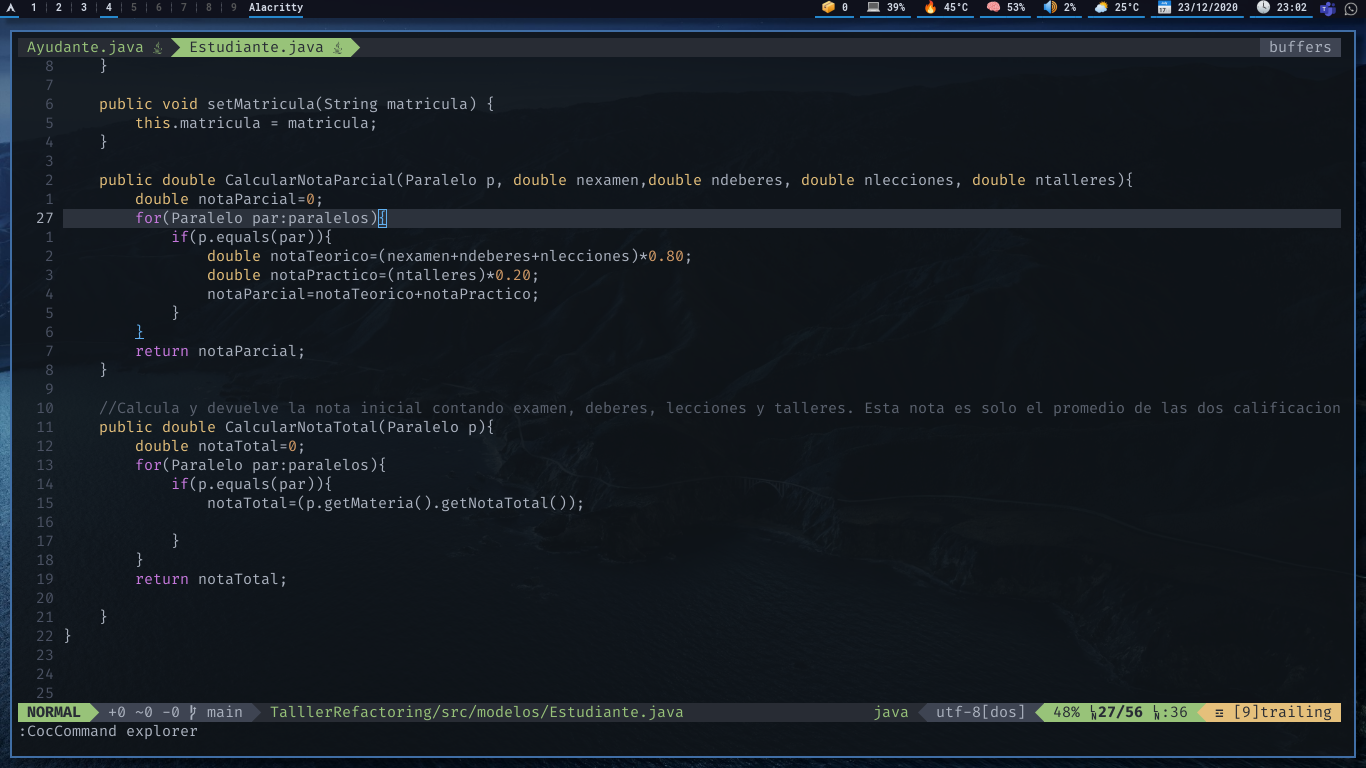 1 2 3 4 5 6 7 8 9 Alacritty 0 39% 45°C 53% 2% 25°C 23/12/2020 23:02
Ayudante.java Estudiante.java buffers
8 }
7
6 public void setMatricula(String matricula) {
5 this.matricula = matricula;
4 }
3
2 public double CalcularNotaParcial(Paralelo p, double nexamen,double ndeberes, double nlecciones, double ntalleres){
1 double notaParcial=0;
27 for(Paralelo par:paralelos){
1 if(p.equals(par)){
2 double notaTeorico=(nexamen+ndeberes+nlecciones)*0.80;
3 double notaPractico=(ntalleres)*0.20;
4 notaParcial=notaTeorico+notaPractico;
5 }
6 }
7 return notaParcial;
8 }
9
10 //Calcula y devuelve la nota inicial contando examen, deberes, lecciones y talleres. Esta nota es solo el promedio de las dos calificacion
11 public double CalcularNotaTotal(Paralelo p){
12 double notaTotal=0;
13 for(Paralelo par:paralelos){
14 if(p.equals(par)){
15 notaTotal=(p.getMateria().getNotaTotal());
16
17 }
18 }
19 return notaTotal;
20
21 }
22 }
23
24
25
NORMAL +0 ~0 -0 main TalllerRefactoring/src/modelos/Estudiante.java java utf-8[dos] 48% 27/56 :36 [9]trailing
:CocCommand explorer